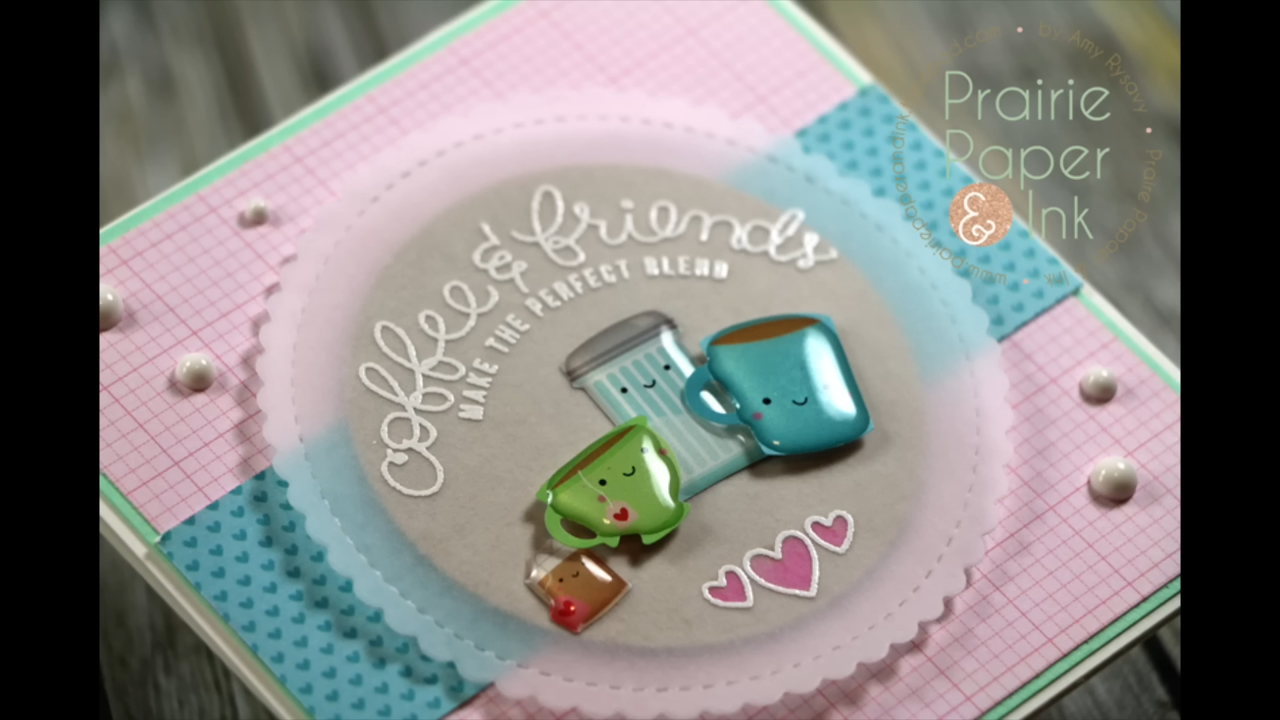 coffee & friends
MAKE THE PERFECT BLEND
Prairie
Paper
& Ink
by Amy Rysavy